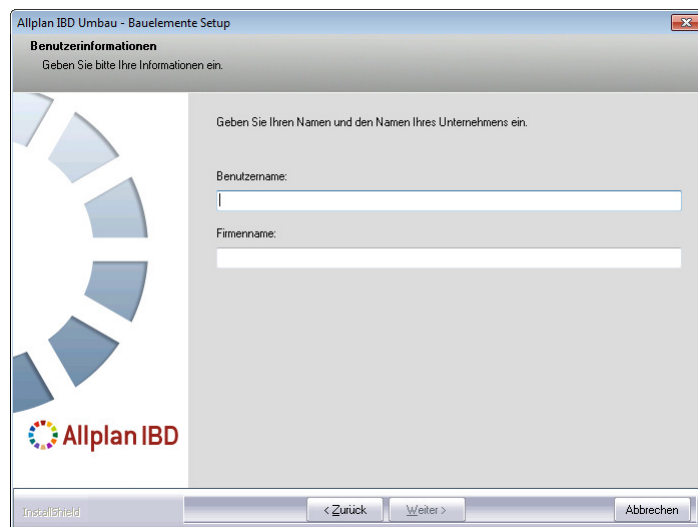 Allplan IBD Umbau - Bauelemente Setup
Benutzerinformationen
Geben Sie bitte Ihre Informationen ein.
Geben Sie Ihren Namen und den Namen Ihres Unternehmens ein.
Benutzername:
Firmenname:
Allplan IBD
InstallShield
< Zurück
Weiter >
Abbrechen